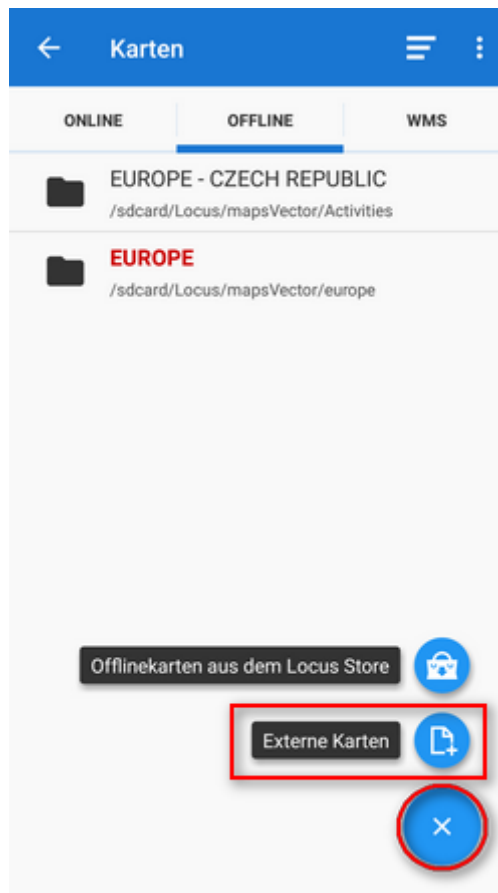 Karten
ONLINE OFFLINE WMS
EUROPE - CZECH REPUBLIC
/sdcard/Locus/mapsVector/Activities
EUROPE
/sdcard/Locus/mapsVector/europe
Offlinekarten aus dem Locus Store
Externe Karten